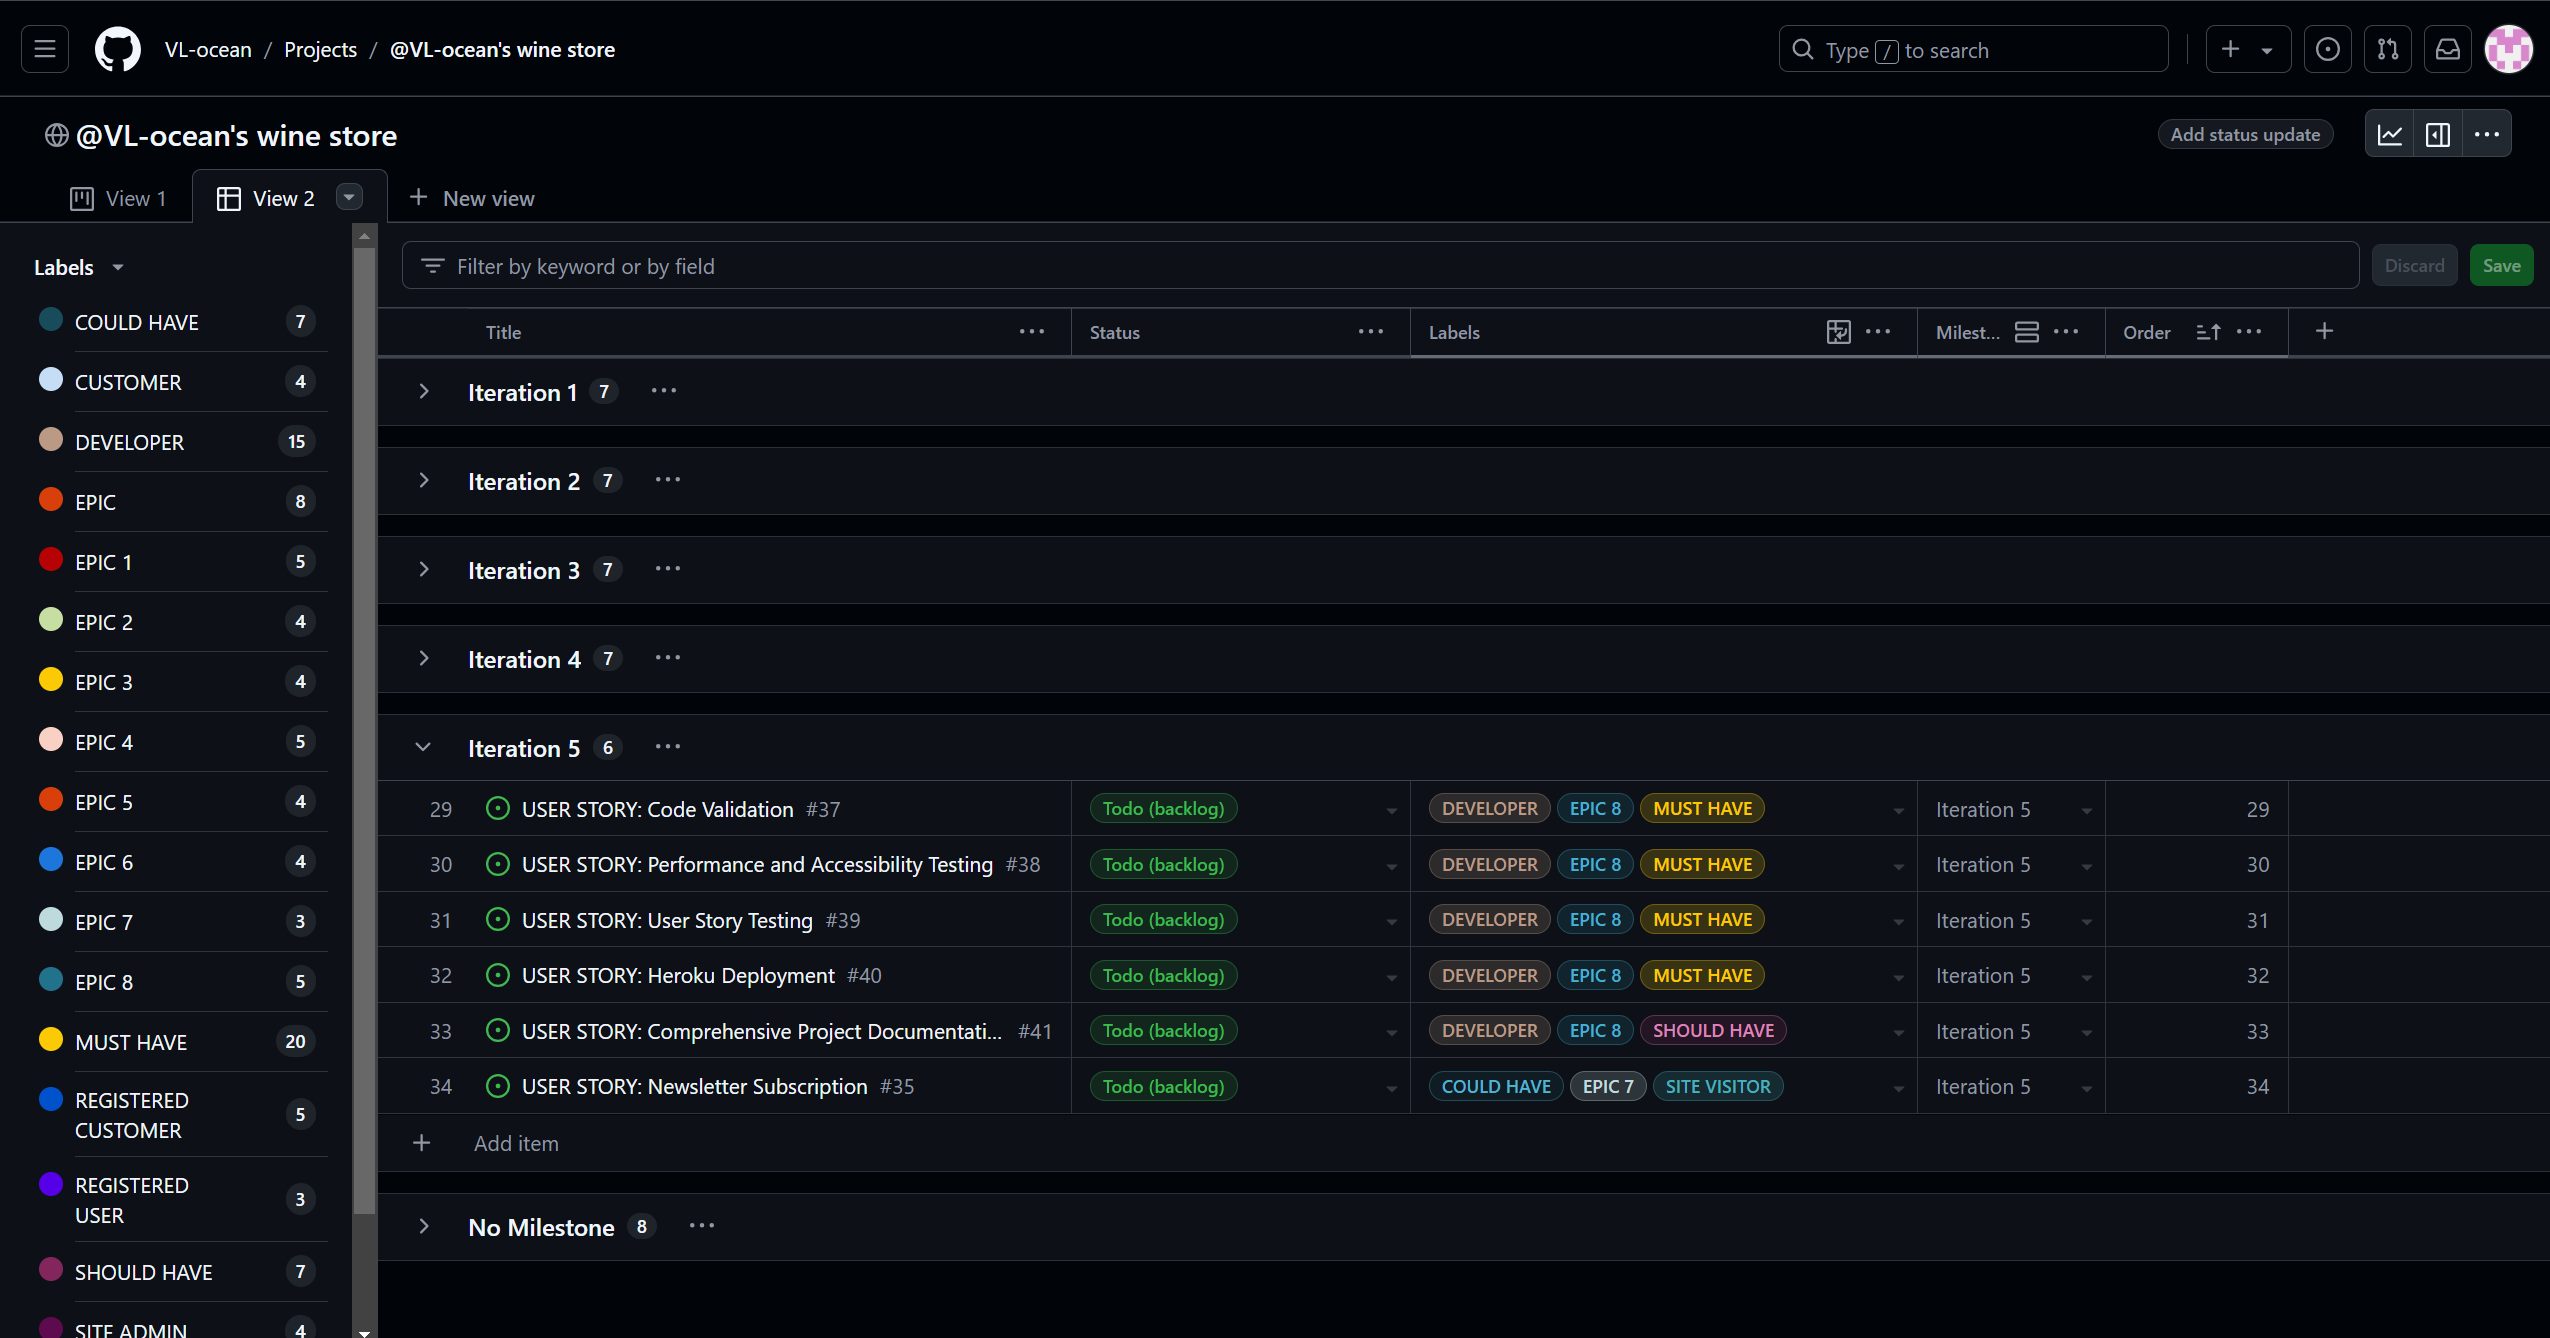 VL-ocean / Projects / @VL-ocean's wine store
Type / to search
@VL-ocean's wine store
Add status update
View 1
View 2
New view
Labels
COULD HAVE 7
CUSTOMER 4
DEVELOPER 15
EPIC 8
EPIC 1 5
EPIC 2 4
EPIC 3 4
EPIC 4 5
EPIC 5 4
EPIC 6 4
EPIC 7 3
EPIC 8 5
MUST HAVE 20
REGISTERED
CUSTOMER 5
REGISTERED
USER 3
SHOULD HAVE 7
SITE ADMIN 4
Filter by keyword or by field
Discard
Save
Title Status Labels Milest... Order
Iteration 1 7
Iteration 2 7
Iteration 3 7
Iteration 4 7
Iteration 5 6
29 USER STORY: Code Validation #37 Todo (backlog) DEVELOPER EPIC 8 MUST HAVE Iteration 5 29
30 USER STORY: Performance and Accessibility Testing #38 Todo (backlog) DEVELOPER EPIC 8 MUST HAVE Iteration 5 30
31 USER STORY: User Story Testing #39 Todo (backlog) DEVELOPER EPIC 8 MUST HAVE Iteration 5 31
32 USER STORY: Heroku Deployment #40 Todo (backlog) DEVELOPER EPIC 8 MUST HAVE Iteration 5 32
33 USER STORY: Comprehensive Project Documentati... #41 Todo (backlog) DEVELOPER EPIC 8 SHOULD HAVE Iteration 5 33
34 USER STORY: Newsletter Subscription #35 Todo (backlog) COULD HAVE EPIC 7 SITE VISITOR Iteration 5 34
Add item
No Milestone 8